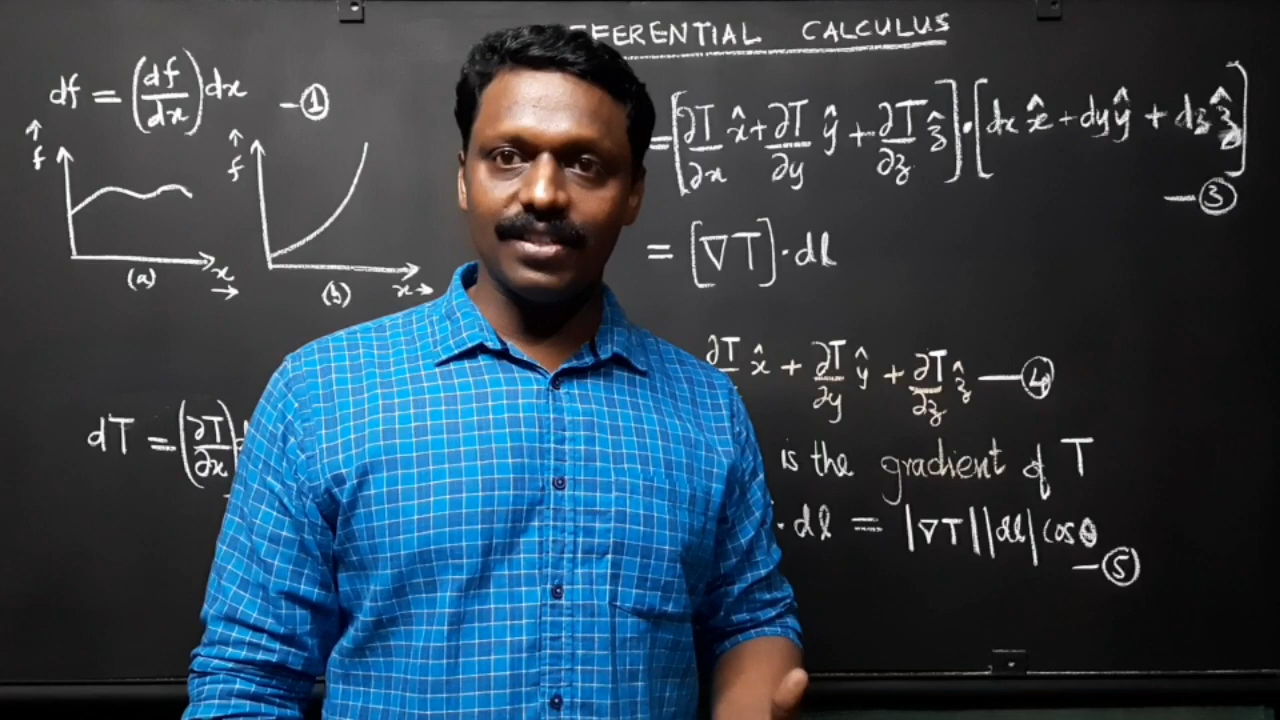 FERENTIAL CALCULUS
df = (df/dx) dx - ①
f
x
(a)
f
x
(b)
dT = (∂T/∂x)
= [∂T/∂x x̂ + ∂T/∂y ŷ + ∂T/∂z ẑ] · [dx x̂ + dy ŷ + dz ẑ]
- ③
= [∇T] · dl
∂T x̂ + ∂T/∂y ŷ + ∂T/∂z ẑ — ④
is the gradient of T
· dl = |∇T||dl| cosθ
- ⑤